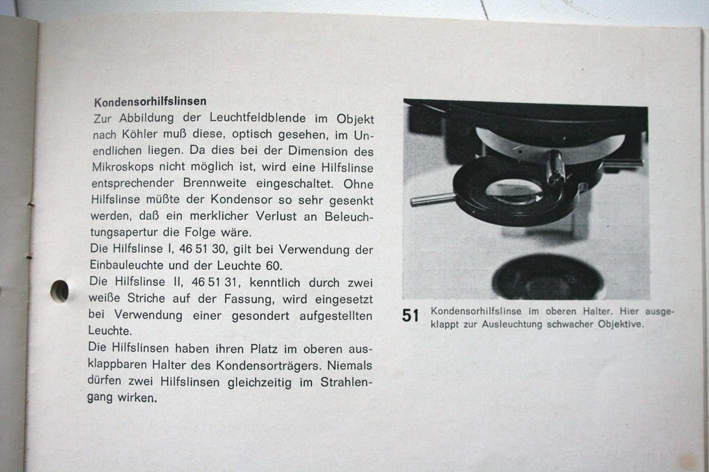 Kondensorhilfslinsen
Zur Abbildung der Leuchtfeldblende im Objekt
nach Köhler muß diese, optisch gesehen, im Un-
endlichen liegen. Da dies bei der Dimension des
Mikroskops nicht möglich ist, wird eine Hilfslinse
entsprechender Brennweite eingeschaltet. Ohne
Hilfslinse müßte der Kondensor so sehr gesenkt
werden, daß ein merklicher Verlust an Beleuch-
tungsapertur die Folge wäre.
Die Hilfslinse I, 46 51 30, gilt bei Verwendung der
Einbauleuchte und der Leuchte 60.
Die Hilfslinse II, 46 51 31, kenntlich durch zwei
weiße Striche auf der Fassung, wird eingesetzt
bei Verwendung einer gesondert aufgestellten
Leuchte.
Die Hilfslinsen haben ihren Platz im oberen aus-
klappbaren Halter des Kondensorträgers. Niemals
dürfen zwei Hilfslinsen gleichzeitig im Strahlen-
gang wirken.
51 Kondensorhilfslinse im oberen Halter. Hier ausge-
klappt zur Ausleuchtung schwacher Objektive.